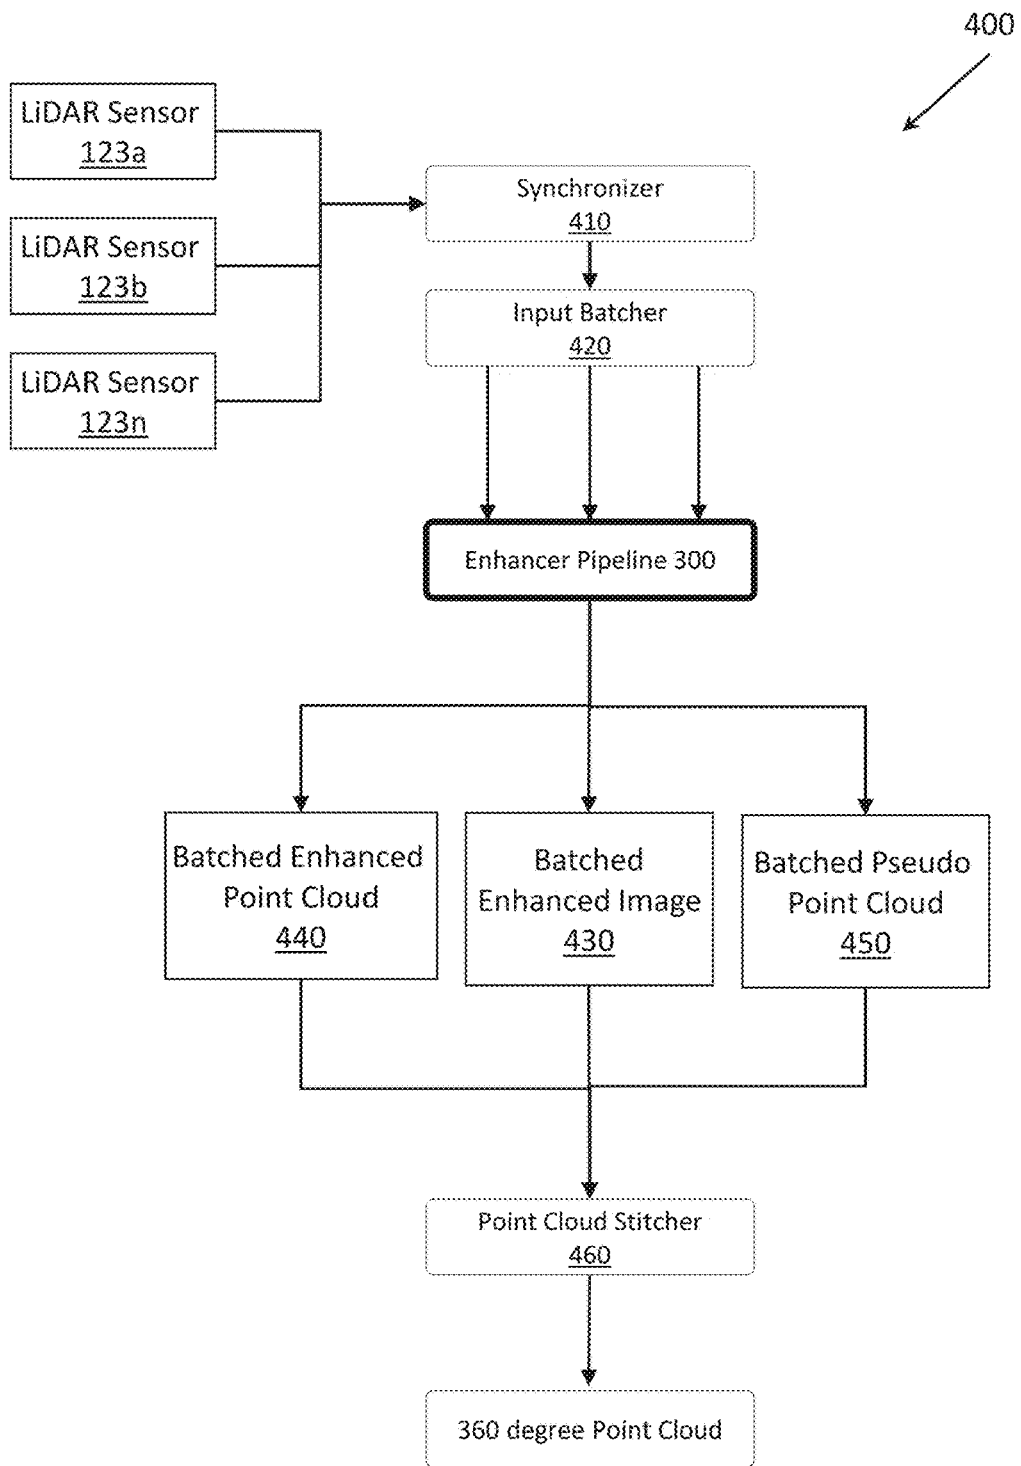 400
LiDAR Sensor
123a
LiDAR Sensor
123b
LiDAR Sensor
123n
Synchronizer
410
Input Batcher
420
Enhancer Pipeline 300
Batched Enhanced
Point Cloud
440
Batched
Enhanced Image
430
Batched Pseudo
Point Cloud
450
Point Cloud Stitcher
460
360 degree Point Cloud